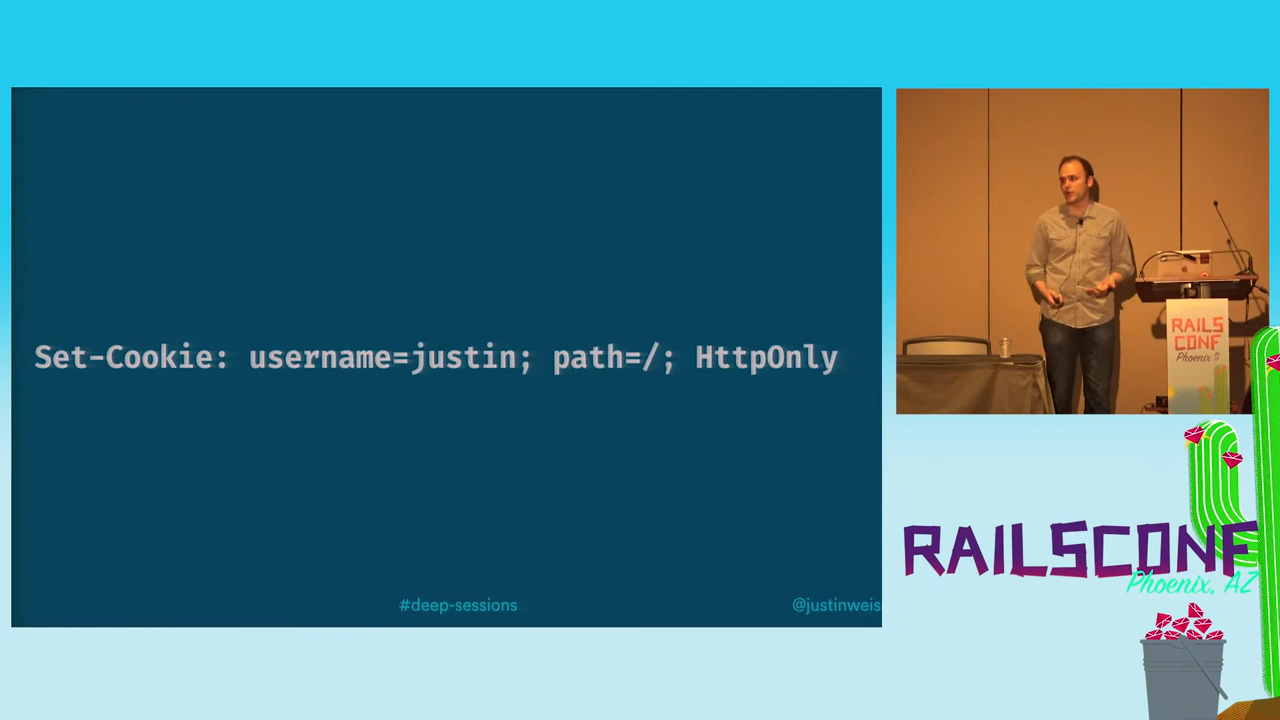 Set-Cookie: username=justin; path=/; HttpOnly
#deep-sessions
@justinweis
RAILS
CONF
Phoenix
RAILSCONF
Phoenix, AZ